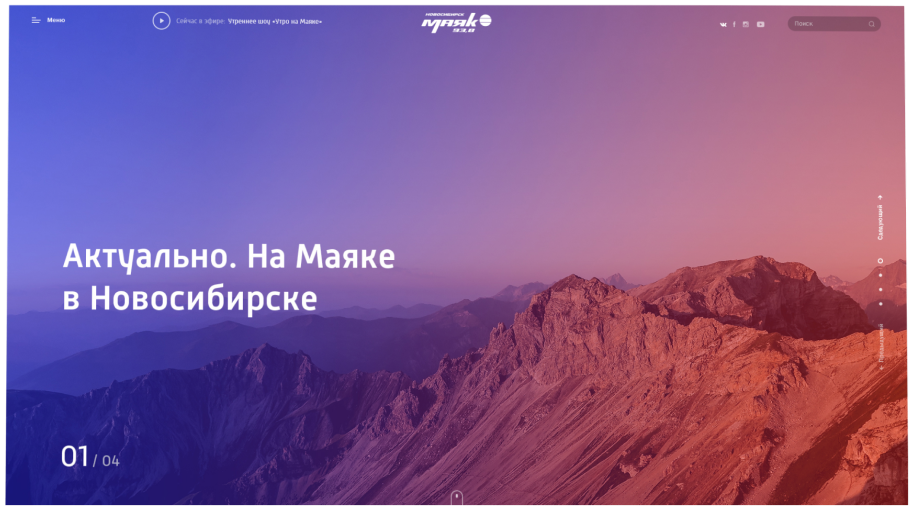 Меню
Сейчас в эфире: Утреннее шоу «Утро на Маяке»
НОВОСИБИРСК
Маяк
93,8
Поиск
Актуально. На Маяке
в Новосибирске
Следующий
Предыдущий
01 / 04